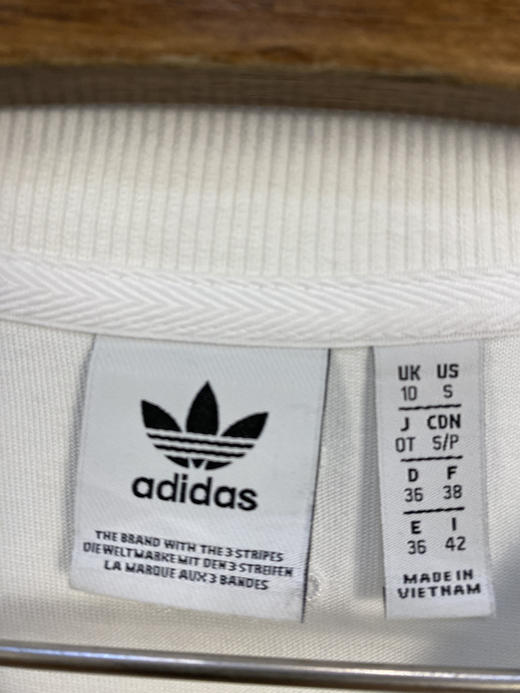 adidas
THE BRAND WITH THE 3 STRIPES
DIE WELTMARKE MIT DEN 3 STREIFEN
LA MARQUE AUX 3 BANDES
UK US
10 S
J CDN
OT S/P
D F
36 38
E I
36 42
MADE IN
VIETNAM